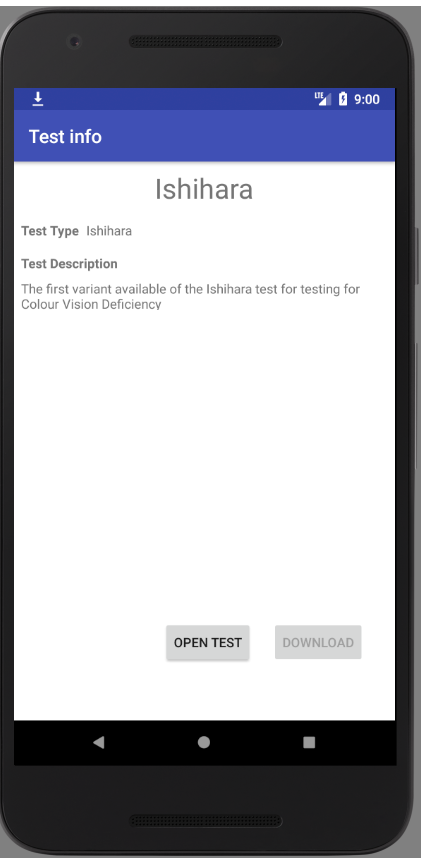 LTE 9:00
Test info
Ishihara
Test Type Ishihara
Test Description
The first variant available of the Ishihara test for testing for
Colour Vision Deficiency
OPEN TEST DOWNLOAD